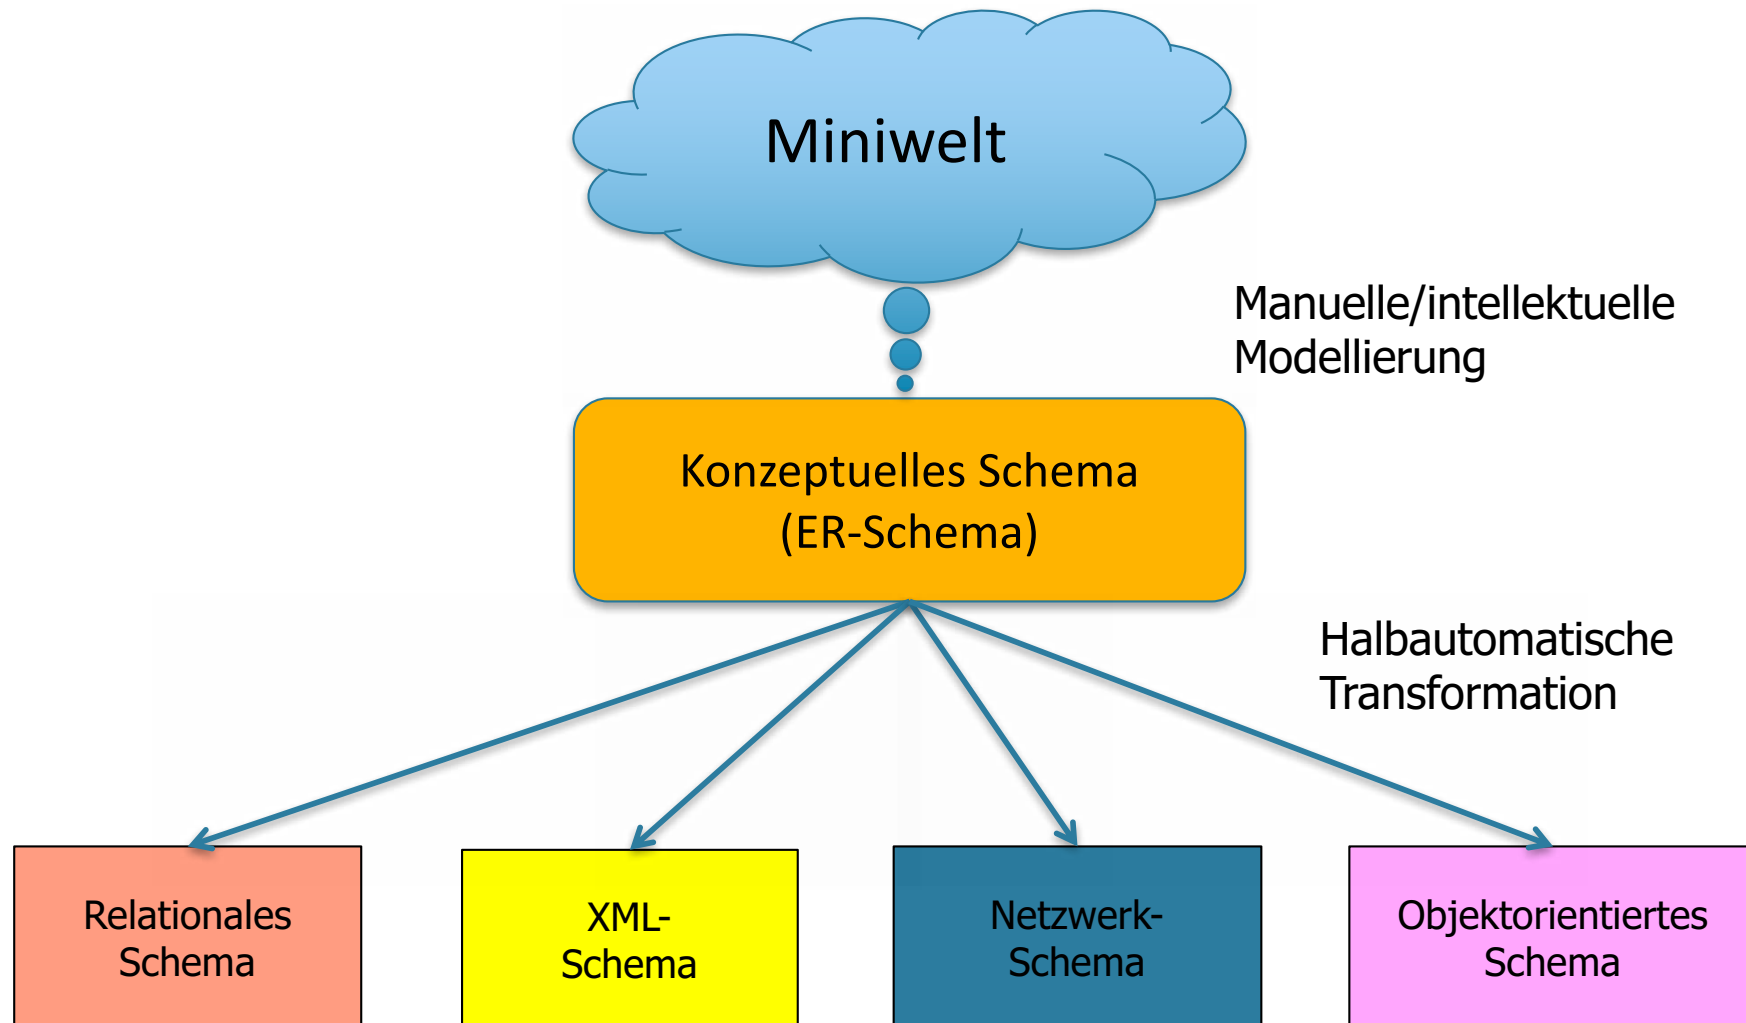 Miniwelt
Manuelle/intellektuelle
Modellierung
Konzeptuelles Schema
(ER-Schema)
Halbautomatische
Transformation
Relationales
Schema
XML-
Schema
Netzwerk-
Schema
Objektorientiertes
Schema